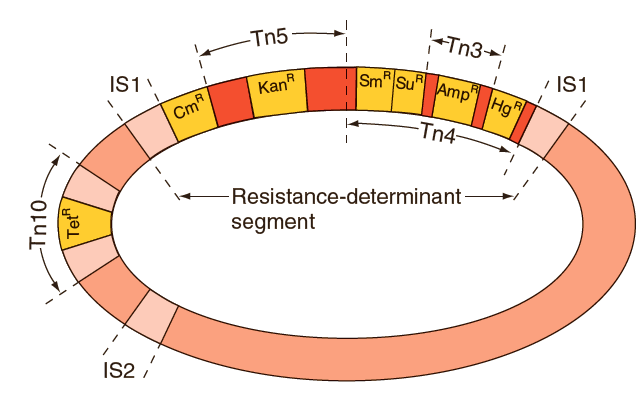 Tn5
Tn3
IS1
IS1
Cm^R
Kan^R
Sm^R
Su^R
Amp^R
Hg^R
Tn4
Resistance-determinant
segment
Tn10
Tet^R
IS2